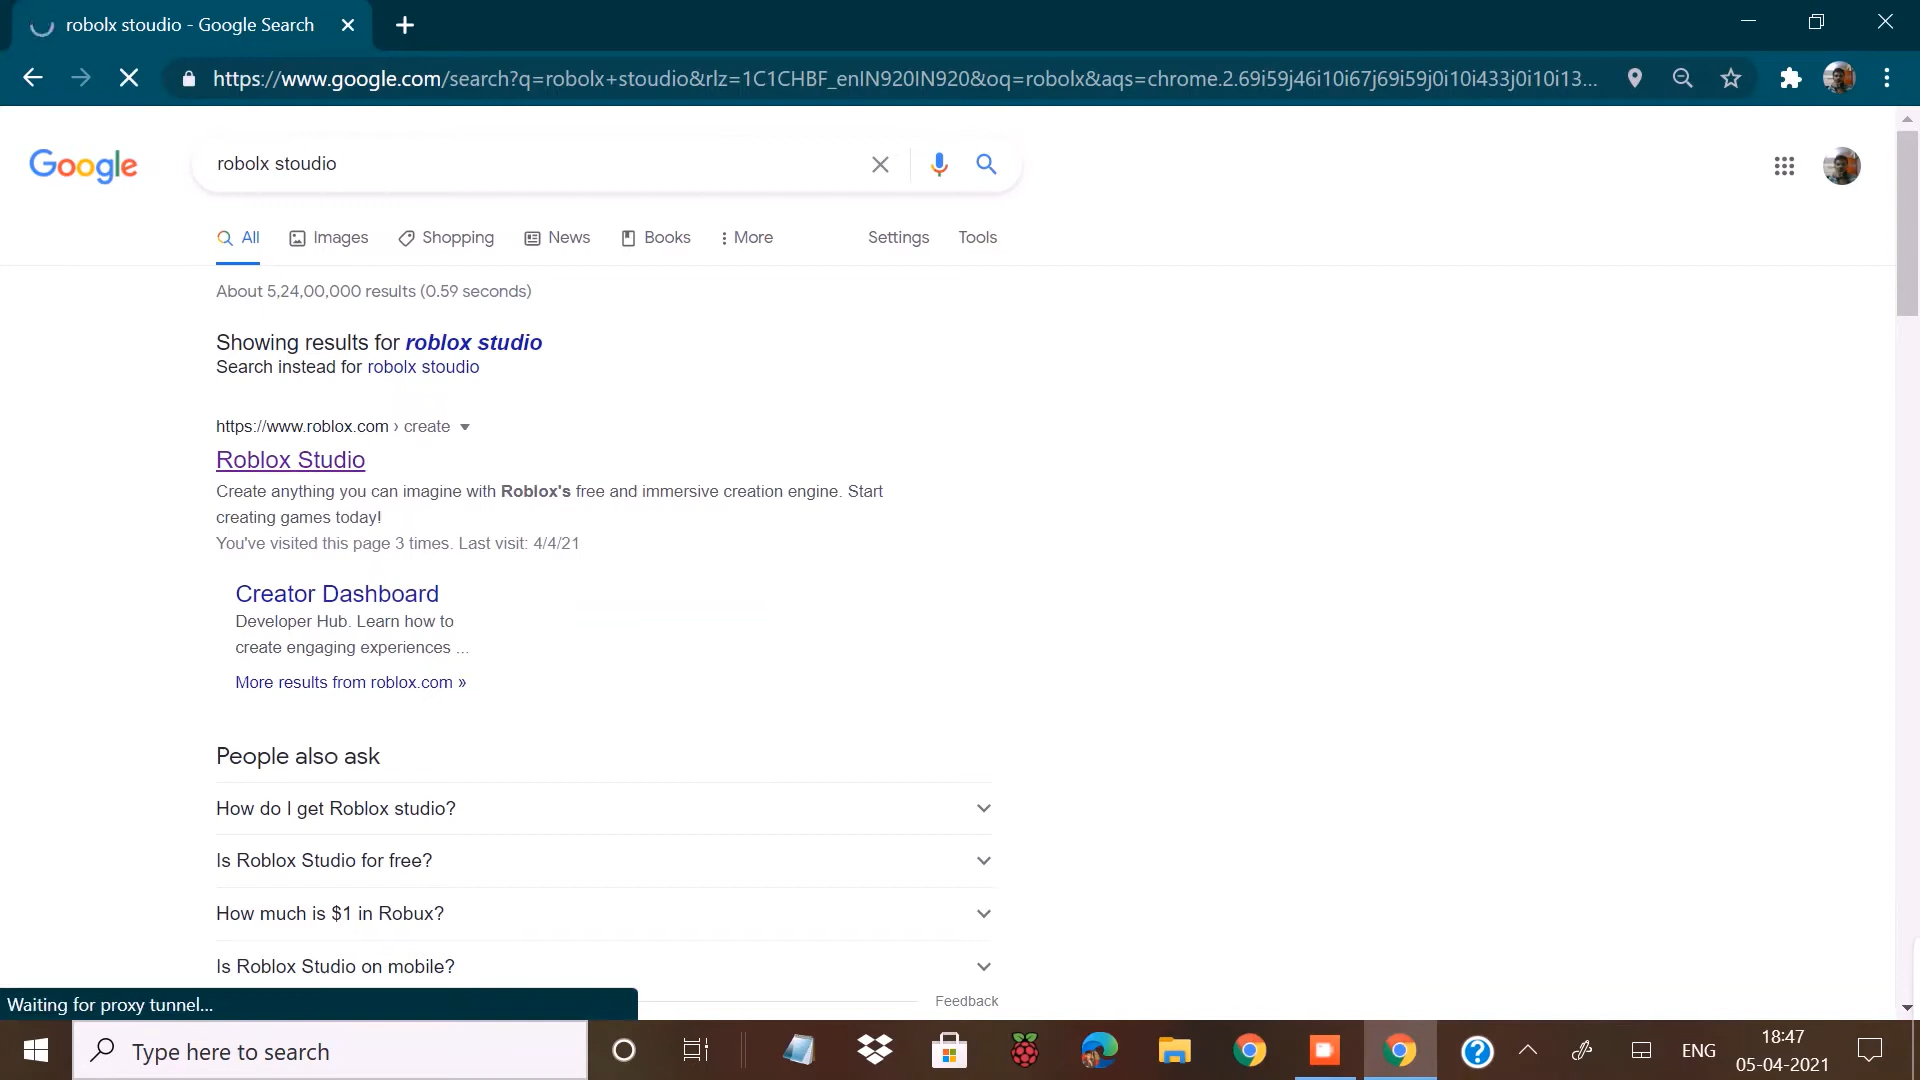 robolx stoudio - Google Search
https://www.google.com/search?q=robolx+stoudio&rlz=1C1CHBF_enIN920IN920&oq=robolx&aqs=chrome.2.69i59j46i10i67j69i59j0i10i433j0i10i13...
Google
robolx stoudio
All Images Shopping News Books More Settings Tools
About 5,24,00,000 results (0.59 seconds)
Showing results for roblox studio
Search instead for robolx stoudio
https://www.roblox.com › create
Roblox Studio
Create anything you can imagine with Roblox's free and immersive creation engine. Start
creating games today!
You've visited this page 3 times. Last visit: 4/4/21
Creator Dashboard
Developer Hub. Learn how to
create engaging experiences ...
More results from roblox.com »
People also ask
How do I get Roblox studio?
Is Roblox Studio for free?
How much is $1 in Robux?
Is Roblox Studio on mobile?
Feedback
Waiting for proxy tunnel...
Type here to search
ENG
18:47
05-04-2021